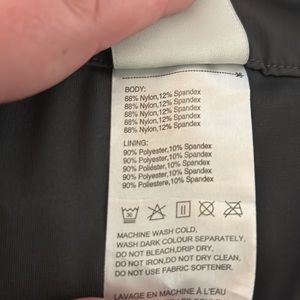 BODY:
88% Nylon,12% Spandex
88% Nylon,12% Spandex
88% Nylon,12% Spandex
88% Nylon,12% Spandex
88% Nylon,12% Spandex
LINING:
90% Polyester,10% Spandex
90% Polyester,10% Spandex
90% Poliéster,10% Spandex
90% Polyester,10% Spandex
90% Poliestere,10% Spandex
30
MACHINE WASH COLD,
WASH DARK COLOUR SEPARATELY,
DO NOT BLEACH,DRIP DRY,
DO NOT IRON,DO NOT DRY CLEAN,
DO NOT USE FABRIC SOFTENER.
LAVAGE EN MACHINE À L'EAU